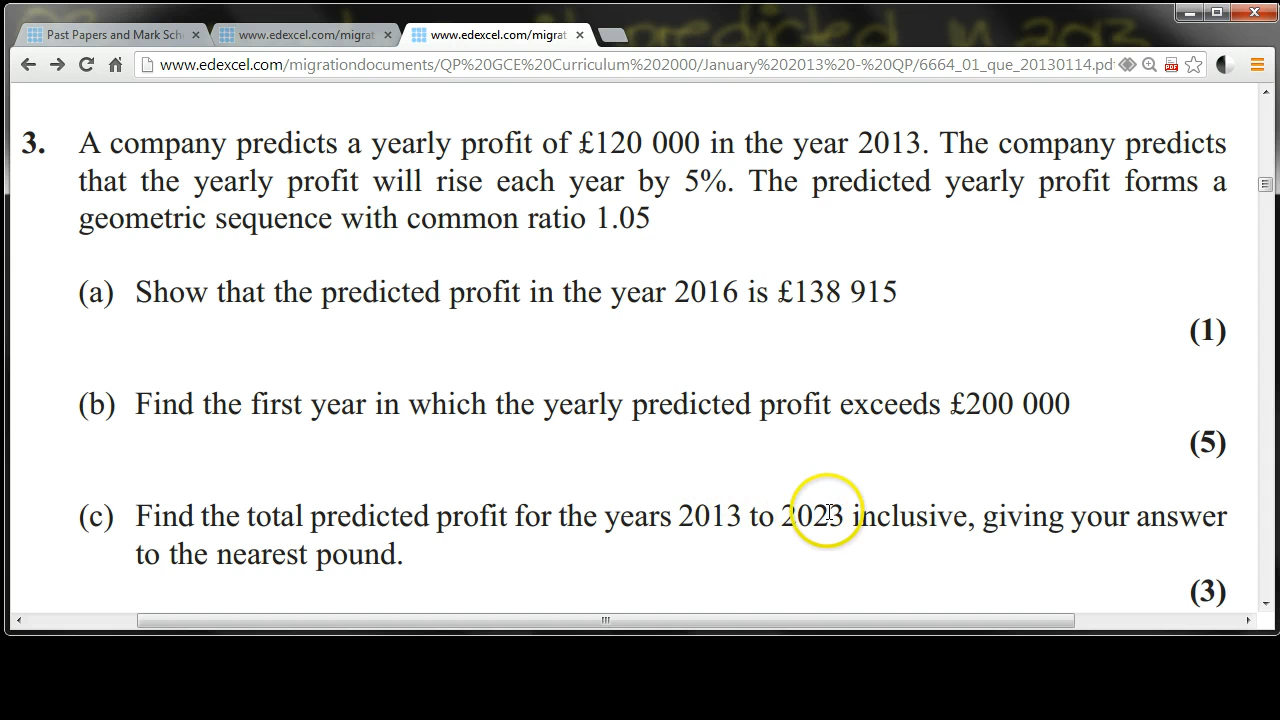 Past Papers and Mark Sch
www.edexcel.com/migrat
www.edexcel.com/migrat
www.edexcel.com/migrationdocuments/QP%20GCE%20Curriculum%202000/January%202013%20-%20QP/6664_01_que_20130114.pdf
3. A company predicts a yearly profit of £120 000 in the year 2013. The company predicts
that the yearly profit will rise each year by 5%. The predicted yearly profit forms a
geometric sequence with common ratio 1.05
(a) Show that the predicted profit in the year 2016 is £138 915
(1)
(b) Find the first year in which the yearly predicted profit exceeds £200 000
(5)
(c) Find the total predicted profit for the years 2013 to 2023 inclusive, giving your answer
to the nearest pound.
(3)